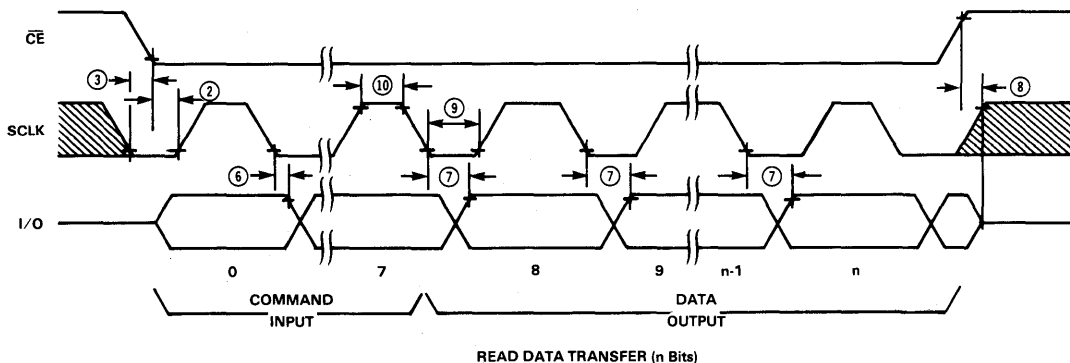 CE
③
②
⑩
⑨
⑧
SCLK
⑥
⑦
⑦
⑦
I/O
0
7
8
9
n-1
n
COMMAND
INPUT
DATA
OUTPUT
READ DATA TRANSFER (n Bits)